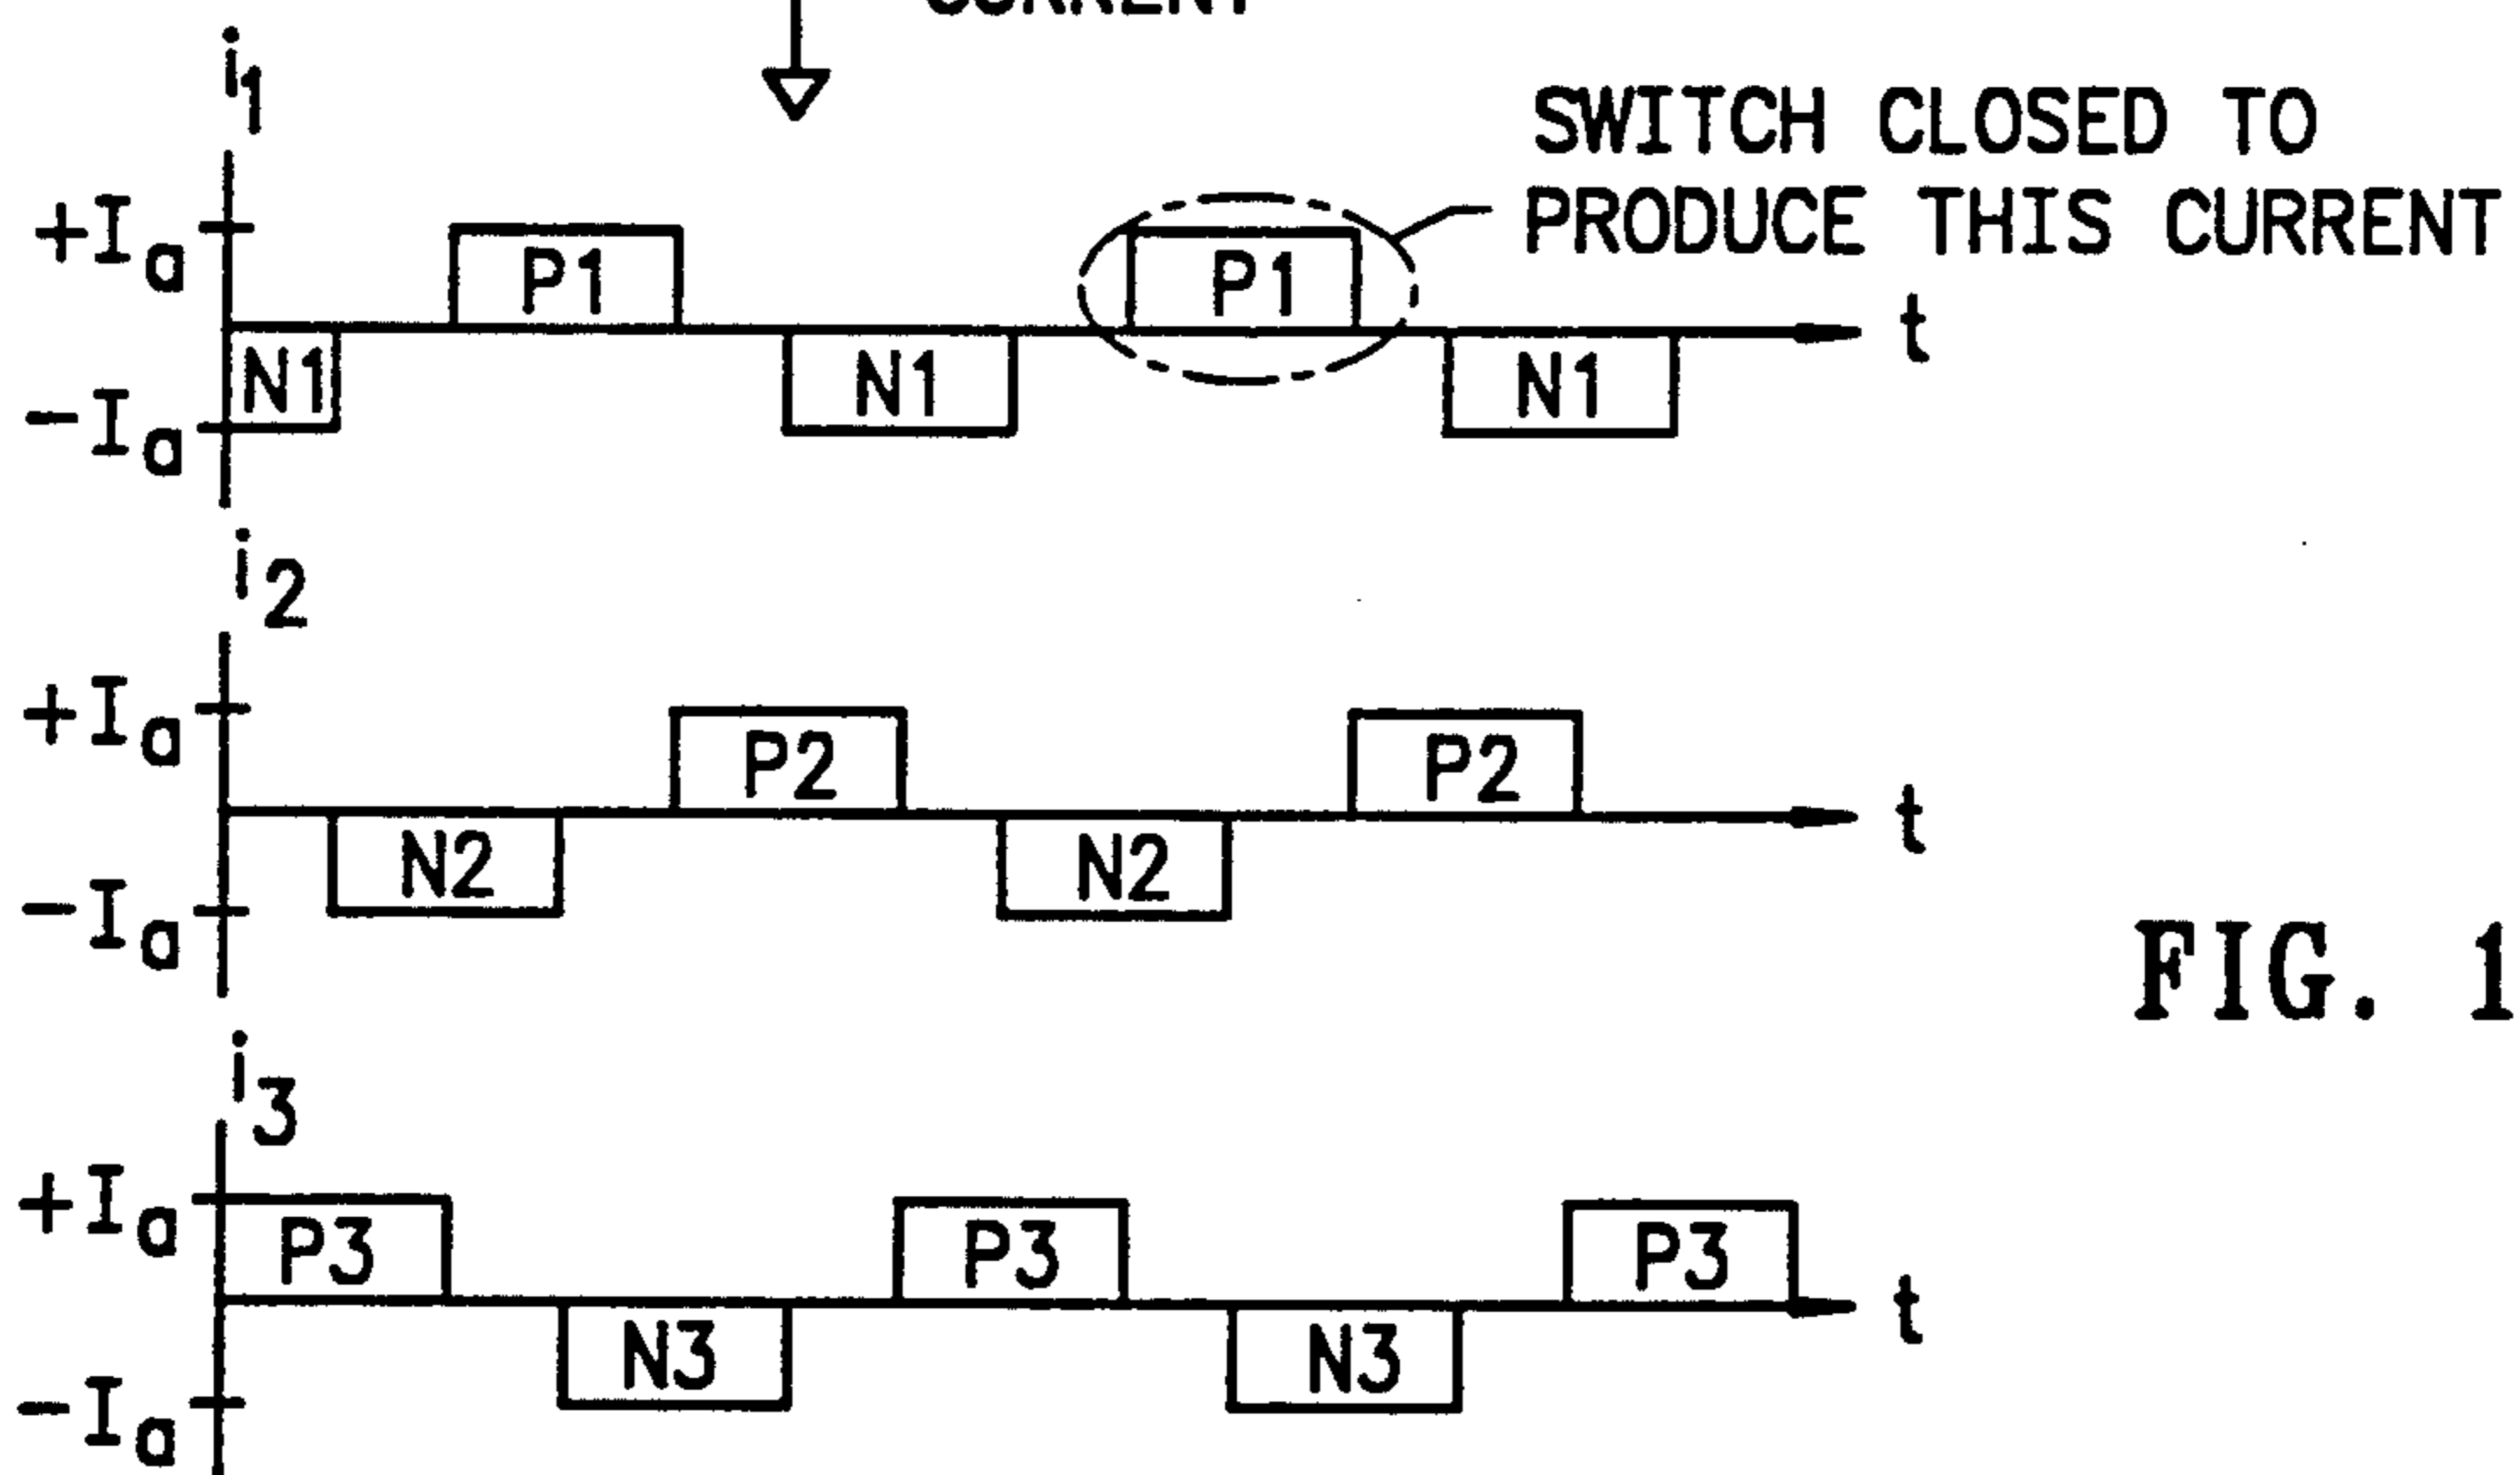 CURRENT
i1
SWITCH CLOSED TO
PRODUCE THIS CURRENT
+Ia
P1
P1
t
N1
N1
N1
-Ia
i2
+Ia
P2
P2
t
N2
N2
-Ia
FIG. 1
i3
+Ia
P3
P3
P3
t
N3
N3
-Ia